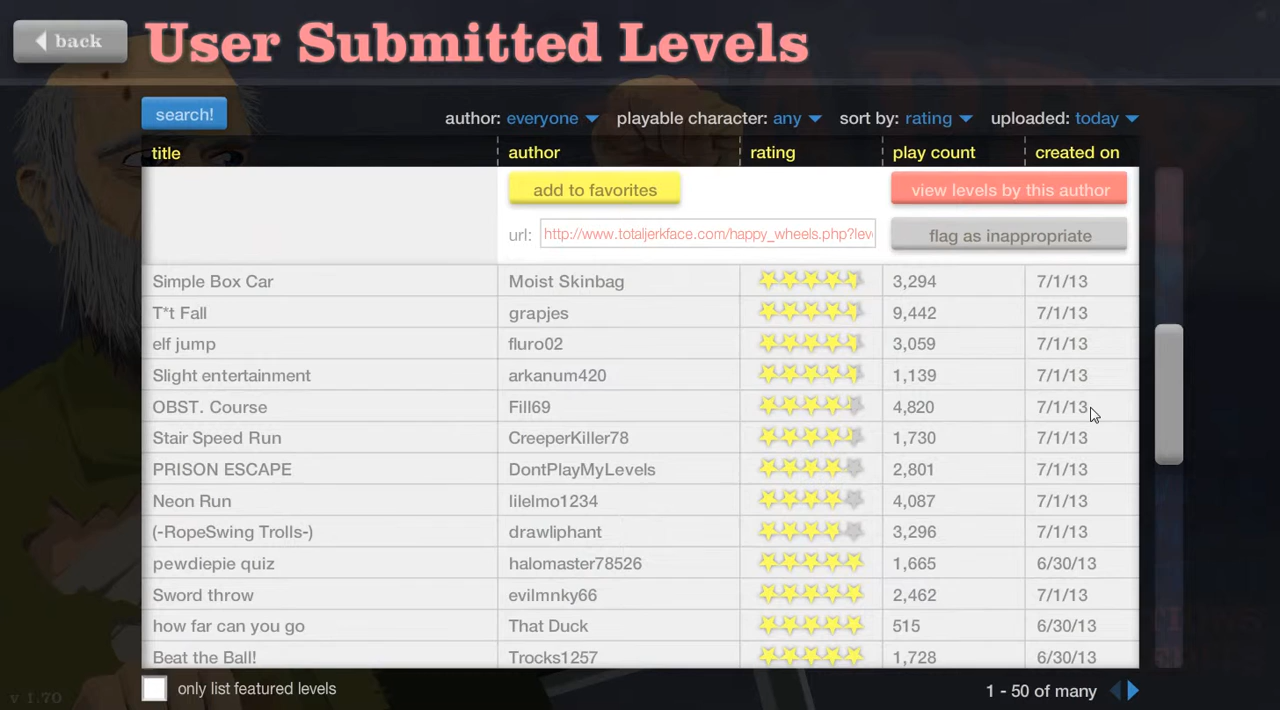 back User Submitted Levels
search! author: everyone playable character: any sort by: rating uploaded: today
title author rating play count created on
add to favorites view levels by this author
url: http://www.totaljerkface.com/happy_wheels.php?lev flag as inappropriate
Simple Box Car Moist Skinbag 3,294 7/1/13
T*t Fall grapjes 9,442 7/1/13
elf jump fluro02 3,059 7/1/13
Slight entertainment arkanum420 1,139 7/1/13
OBST. Course Fill69 4,820 7/1/13
Stair Speed Run CreeperKiller78 1,730 7/1/13
PRISON ESCAPE DontPlayMyLevels 2,801 7/1/13
Neon Run lilelmo1234 4,087 7/1/13
(-RopeSwing Trolls-) drawliphant 3,296 7/1/13
pewdiepie quiz halomaster78526 1,665 6/30/13
Sword throw evilmnky66 2,462 7/1/13
how far can you go That Duck 515 6/30/13
Beat the Ball! Trocks1257 1,728 6/30/13
only list featured levels 1 - 50 of many
v 1.70